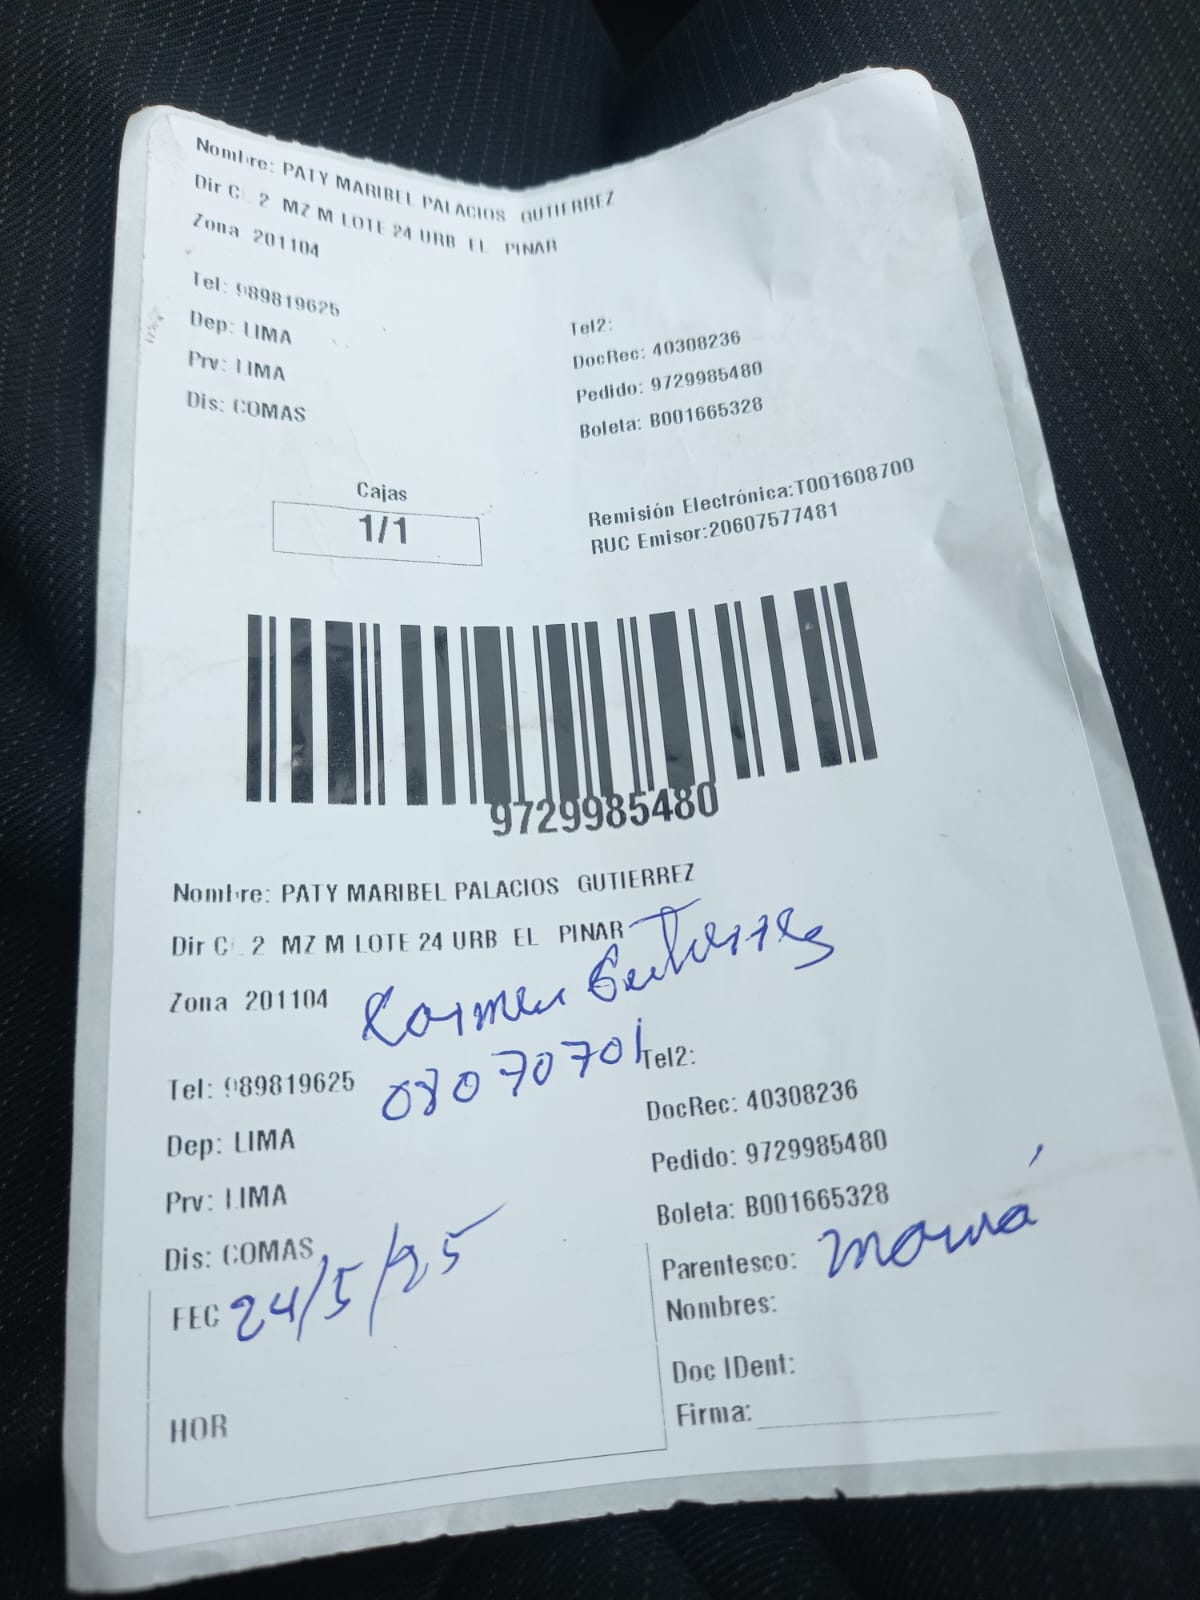 Nombre: PATY MARIBEL PALACIOS GUTIERREZ
Dir C 2 MZ M LOTE 24 URB EL PINAR
Zona 201104
Tel: 989819625
Dep: LIMA
Prv: LIMA
Dis: COMAS
Tel2:
DocRec: 40308236
Pedido: 9729985480
Boleta: B001665328
Cajas
1/1
Remisión Electrónica:T001608700
RUC Emisor:20607577481
9729985480
Nombre: PATY MARIBEL PALACIOS GUTIERREZ
Dir C 2 MZ M LOTE 24 URB EL PINAR
Zona 201104
Carmen Gutierrez
08070701
Tel: 989819625
Dep: LIMA
Prv: LIMA
Dis: COMAS
Tel2:
DocRec: 40308236
Pedido: 9729985480
Boleta: B001665328
Parentesco: mamá
Nombres:
Doc IDent:
Firma:
FEC 24/5/25
HOR